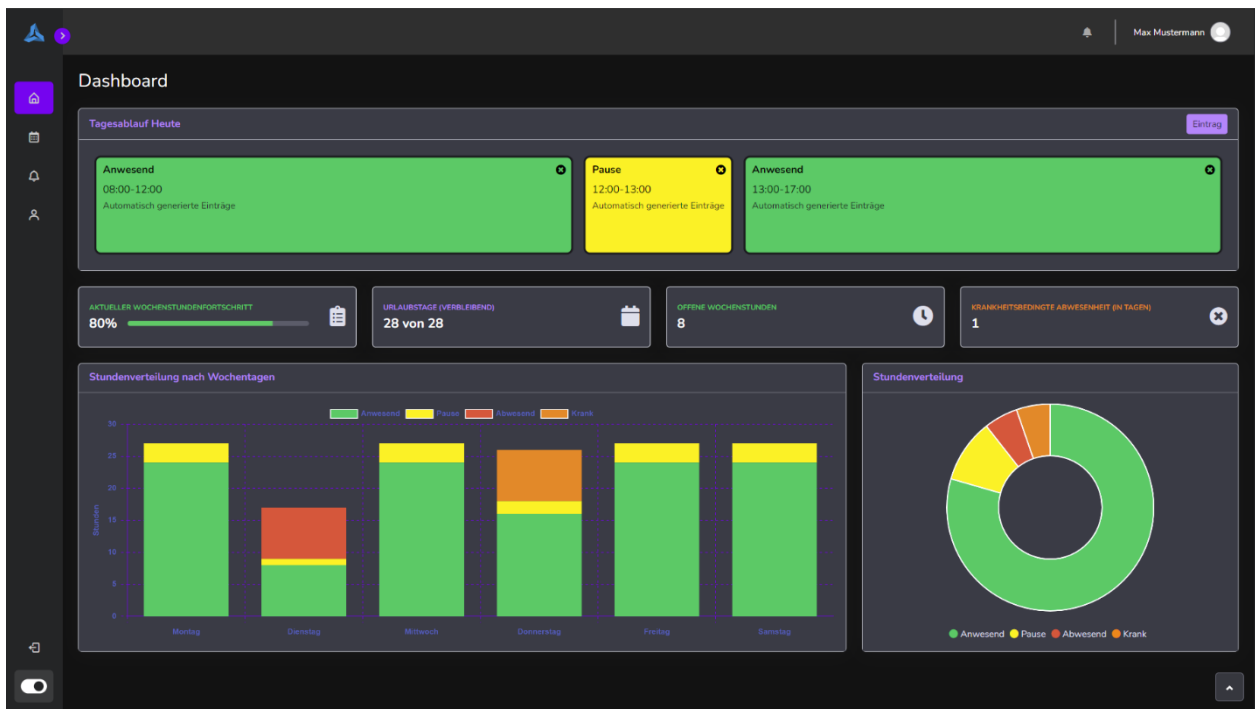 Max Mustermann
Dashboard
Tagesablauf Heute
Eintrag
Anwesend
08:00-12:00
Automatisch generierte Einträge
Pause
12:00-13:00
Automatisch generierte Einträge
Anwesend
13:00-17:00
Automatisch generierte Einträge
AKTUELLER WOCHENSTUNDENFORTSCHRITT
80%
URLAUBSTAGE (VERBLEIBEND)
28 von 28
OFFENE WOCHENSTUNDEN
8
KRANKHEITSBEDINGTE ABWESENHEIT (IN TAGEN)
1
Stundenverteilung nach Wochentagen
Anwesend Pause Abwesend Krank
30
25
20
15
10
5
0
Stunden
Montag Dienstag Mittwoch Donnerstag Freitag Samstag
Stundenverteilung
Anwesend Pause Abwesend Krank